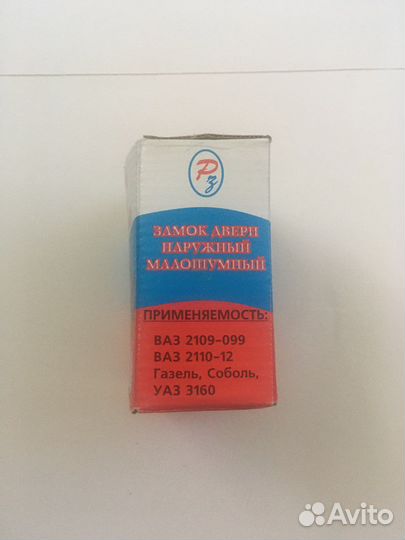 Рз
ЗАМОК ДВЕРИ
НАРУЖНЫЙ
МАЛОШУМНЫЙ
ПРИМЕНЯЕМОСТЬ:
ВАЗ 2109-099
ВАЗ 2110-12
Газель, Соболь,
УАЗ 3160
Avito